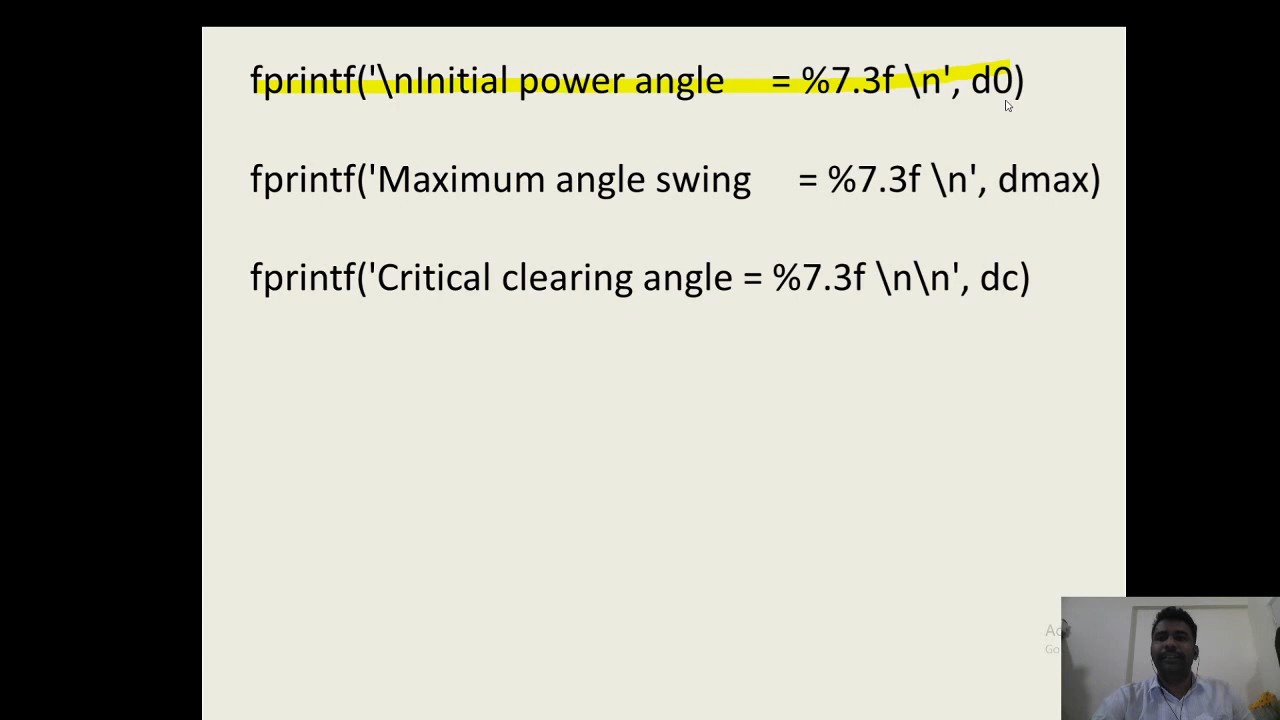 fprintf('\nInitial power angle     = %7.3f \n', d0)
fprintf('Maximum angle swing     = %7.3f \n', dmax)
fprintf('Critical clearing angle = %7.3f \n\n', dc)